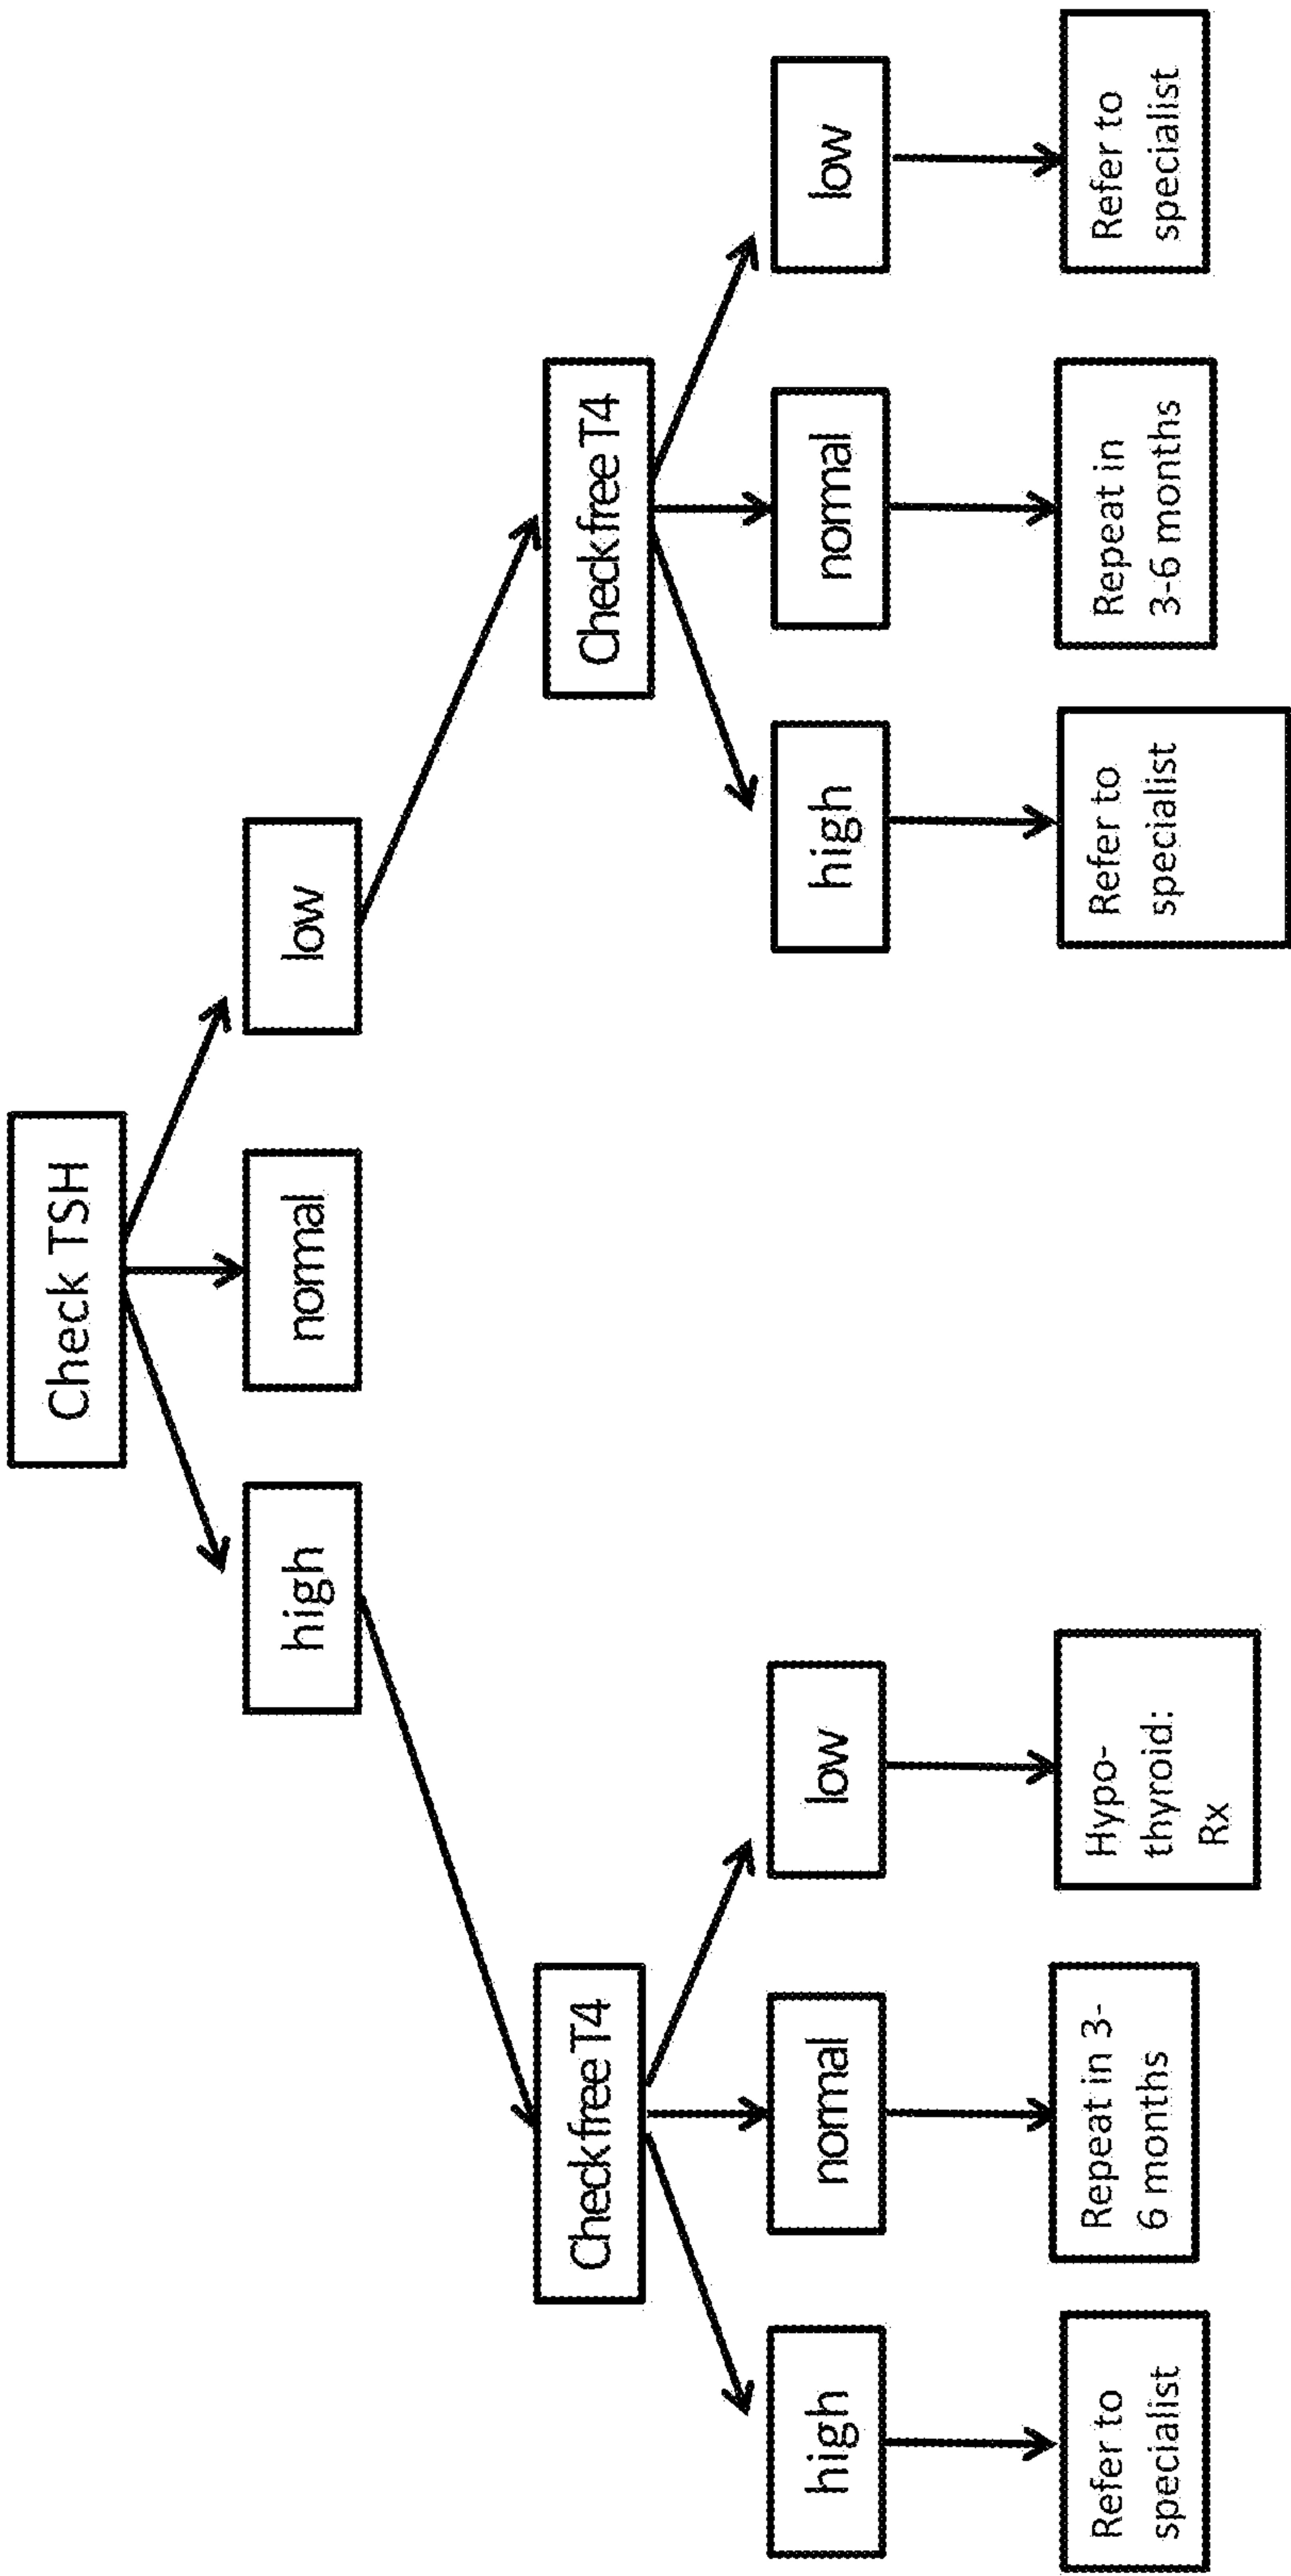 Check TSH
high
normal
low
Check free T4
Check free T4
high
normal
low
high
normal
low
Refer to
specialist
Repeat in 3-
6 months
Hypo-
thyroid:
Rx
Refer to
specialist
Repeat in
3-6 months
Refer to
specialist